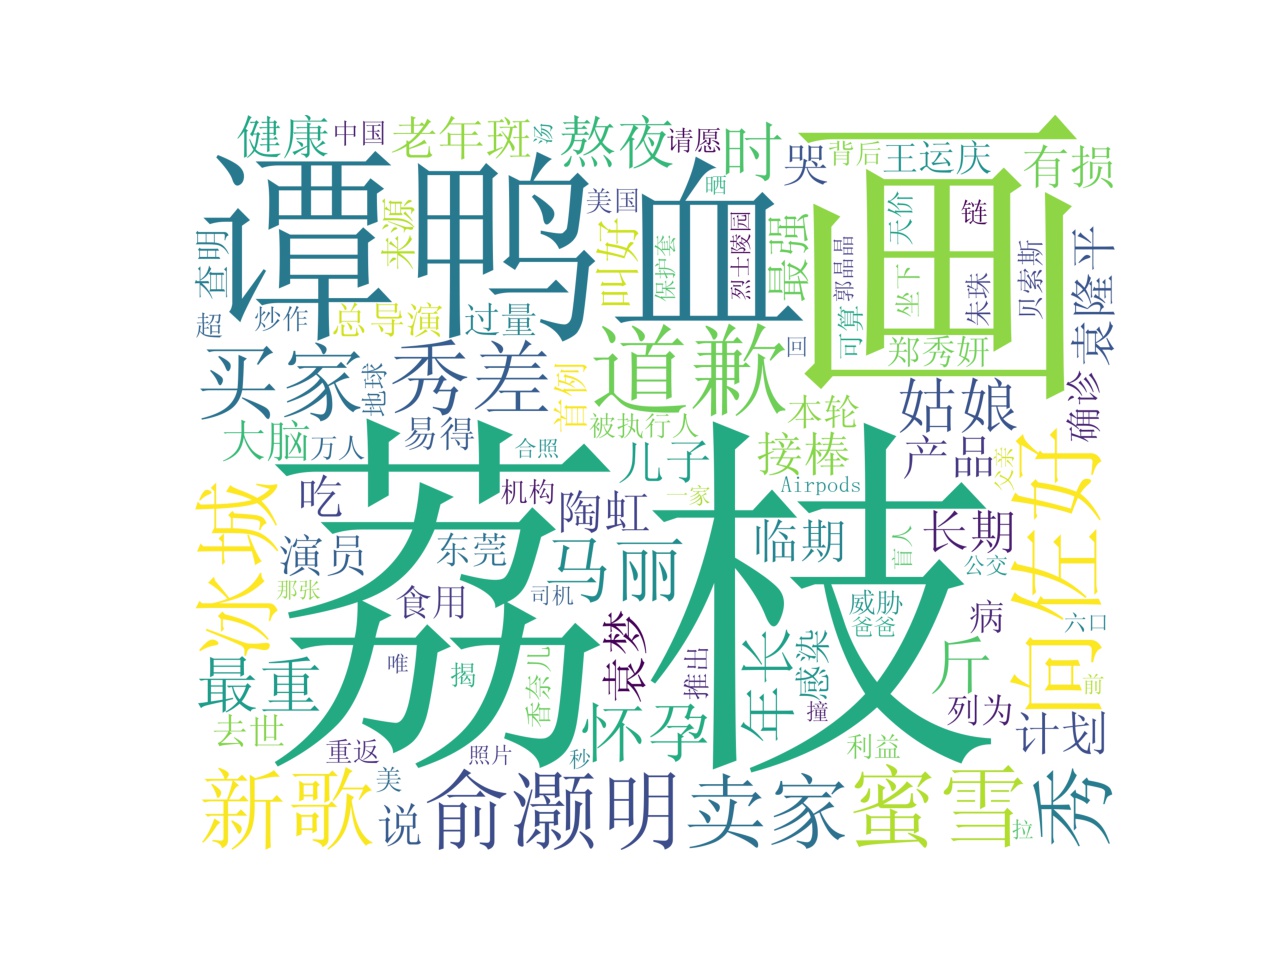 健康
中国
老年斑
汤
熬夜
请愿
时
哭
背后
王运庆
有损
画
谭鸭血
来源
美国
晒
叫好
保护套
烈士陵园
最强
郭晶晶
可算
天价
坐下
链
朱珠
贝索斯
袁隆平
查明
超
炒作
总导演
过量
回
郑秀妍
买家
地球
秀差
首例
道歉
被执行人
本轮
姑娘
确诊
大脑
万人
易得
合照
儿子
接棒
产品
父亲
向佐好
荔枝
吃
机构
陶虹
一家
Airpods
临期
盲人
长期
公交
冰城
演员
东莞
马丽
那张
食用
司机
威胁
爸爸
病
六口
最重
唯
揭
香奈儿
袁梦
推出
年长
感染
撞
斤
列为
前
去世
重返
照片
秒
怀孕
利益
计划
新歌
美
说
俞灏明
卖家
蜜雪
拉
秀